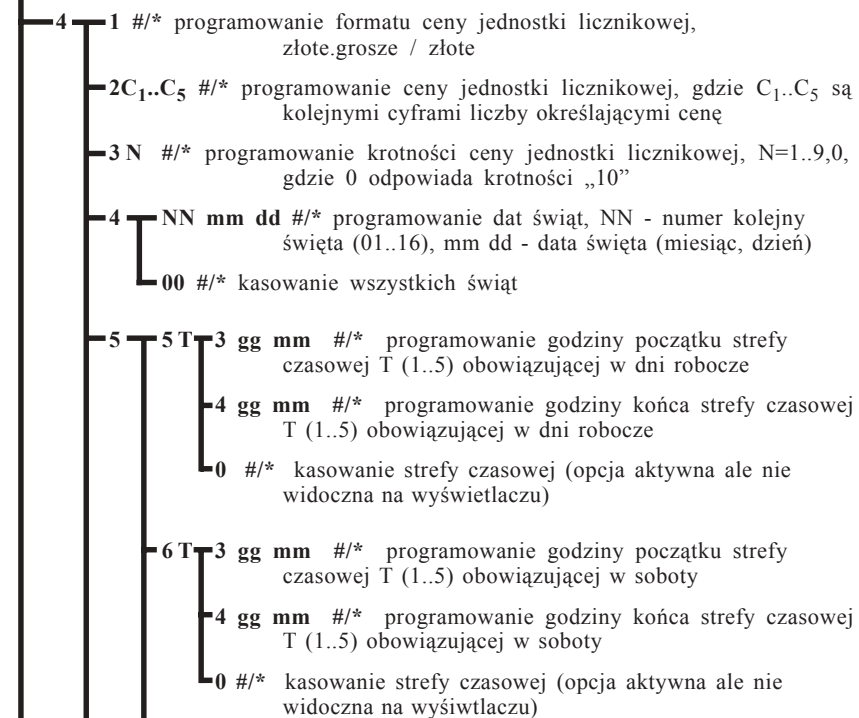 4 1 #/* programowanie formatu ceny jednostki licznikowej,
złote.grosze / złote
2C1..C5 #/* programowanie ceny jednostki licznikowej, gdzie C1..C5 są
kolejnymi cyframi liczby określającymi cenę
3 N #/* programowanie krotności ceny jednostki licznikowej, N=1..9,0,
gdzie 0 odpowiada krotności „10”
4 NN mm dd #/* programowanie dat świąt, NN - numer kolejny
święta (01..16), mm dd - data święta (miesiąc, dzień)
00 #/* kasowanie wszystkich świąt
5 5 T 3 gg mm #/* programowanie godziny początku strefy
czasowej T (1..5) obowiązującej w dni robocze
4 gg mm #/* programowanie godziny końca strefy czasowej
T (1..5) obowiązującej w dni robocze
0 #/* kasowanie strefy czasowej (opcja aktywna ale nie
widoczna na wyświetlaczu)
6 T 3 gg mm #/* programowanie godziny początku strefy
czasowej T (1..5) obowiązującej w soboty
4 gg mm #/* programowanie godziny końca strefy czasowej
T (1..5) obowiązującej w soboty
0 #/* kasowanie strefy czasowej (opcja aktywna ale nie
widoczna na wyśiwtlaczu)